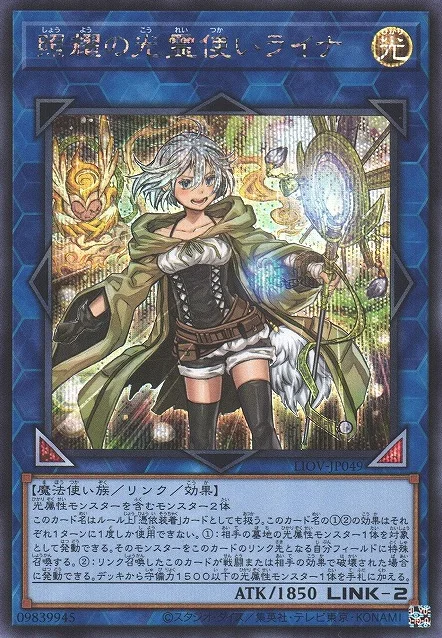 照耀の光霊使いライナ 光
LIOV-JP049
【魔法使い族／リンク／効果】
光属性モンスターを含むモンスター2体
このカード名はルール上「憑依装着」カードとしても扱う。このカード名の①②の効果はそれ
ぞれ1ターンに1度しか使用できない。①：相手の墓地の光属性モンスター1体を対象
として発動できる。そのモンスターをこのカードのリンク先となる自分フィールドに特殊
召喚する。②：リンク召喚したこのカードが戦闘または相手の効果で破壊された場合
に発動できる。デッキから守備力1500以下の光属性モンスター1体を手札に加える。
ATK/1850 LINK-2
09839945 ©スタジオ・ダイス/集英社・テレビ東京・KONAMI